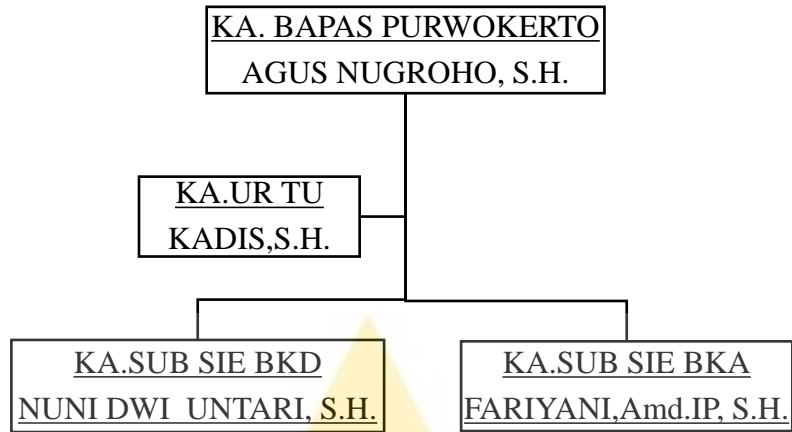 KA. BAPAS PURWOKERTO
AGUS NUGROHO, S.H.
KA.UR TU
KADIS,S.H.
KA.SUB SIE BKD
NUNI DWI UNTARI, S.H.
KA.SUB SIE BKA
FARIYANI,Amd.IP, S.H.